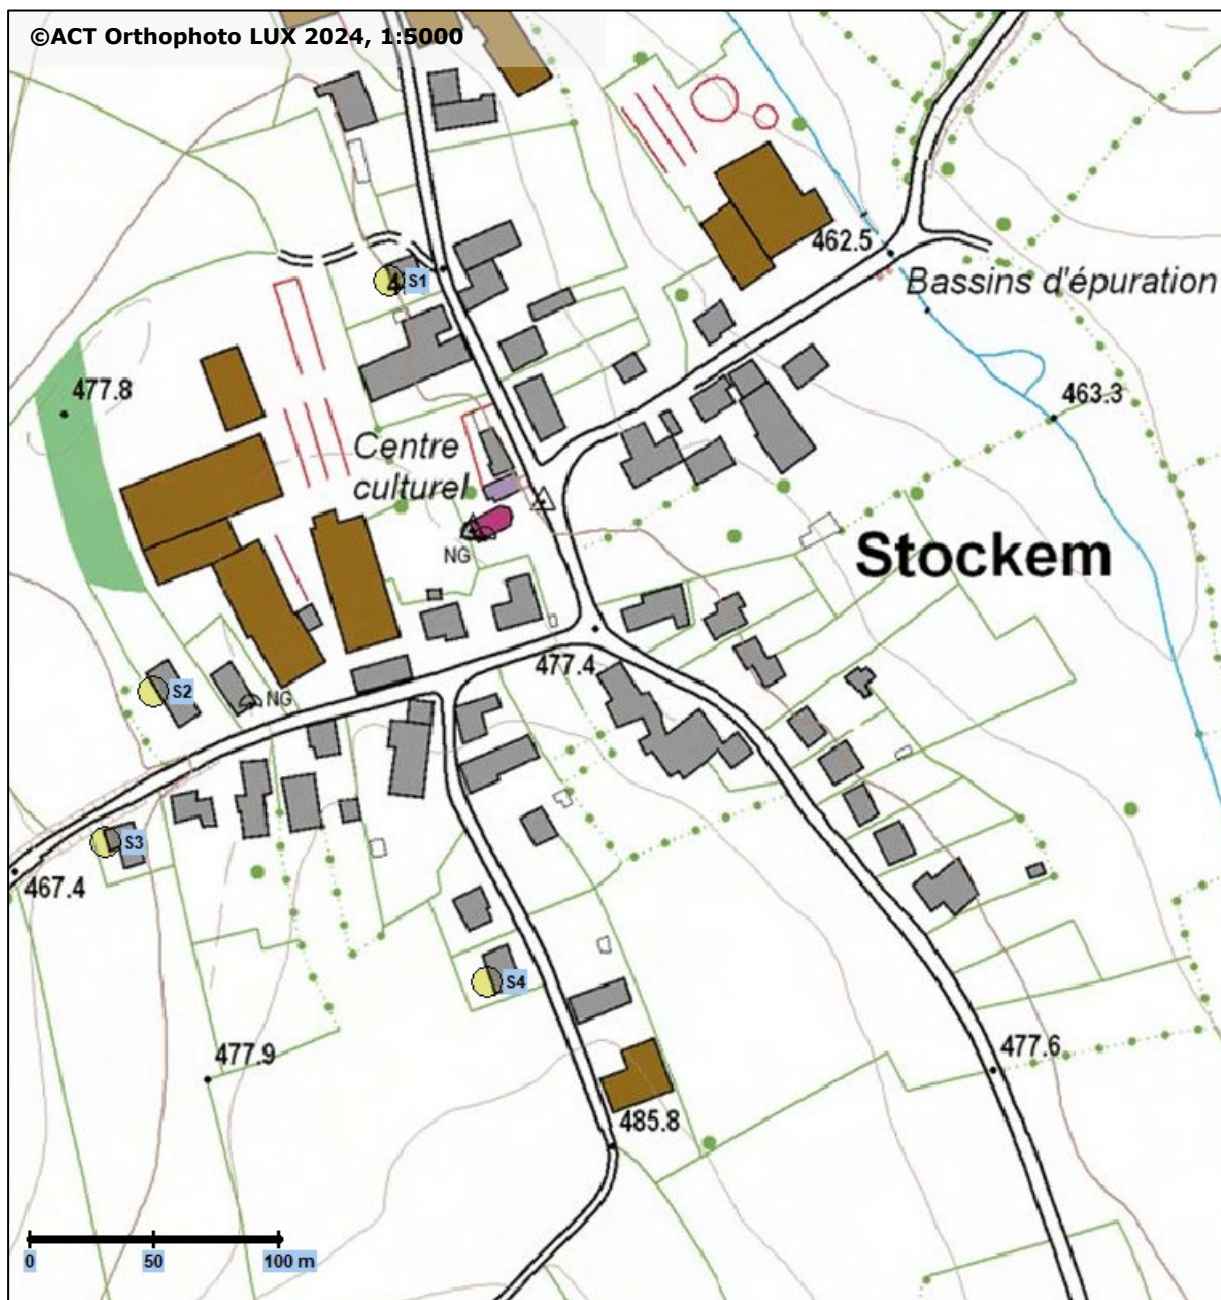 ©ACT Orthophoto LUX 2024, 1:5000
462.5
Bassins d'épuration
S1
477.8
463.3
Centre
culturel
NG
Stockem
477.4
S2
NG
S3
467.4
S4
477.9
477.6
485.8
0
50
100 m